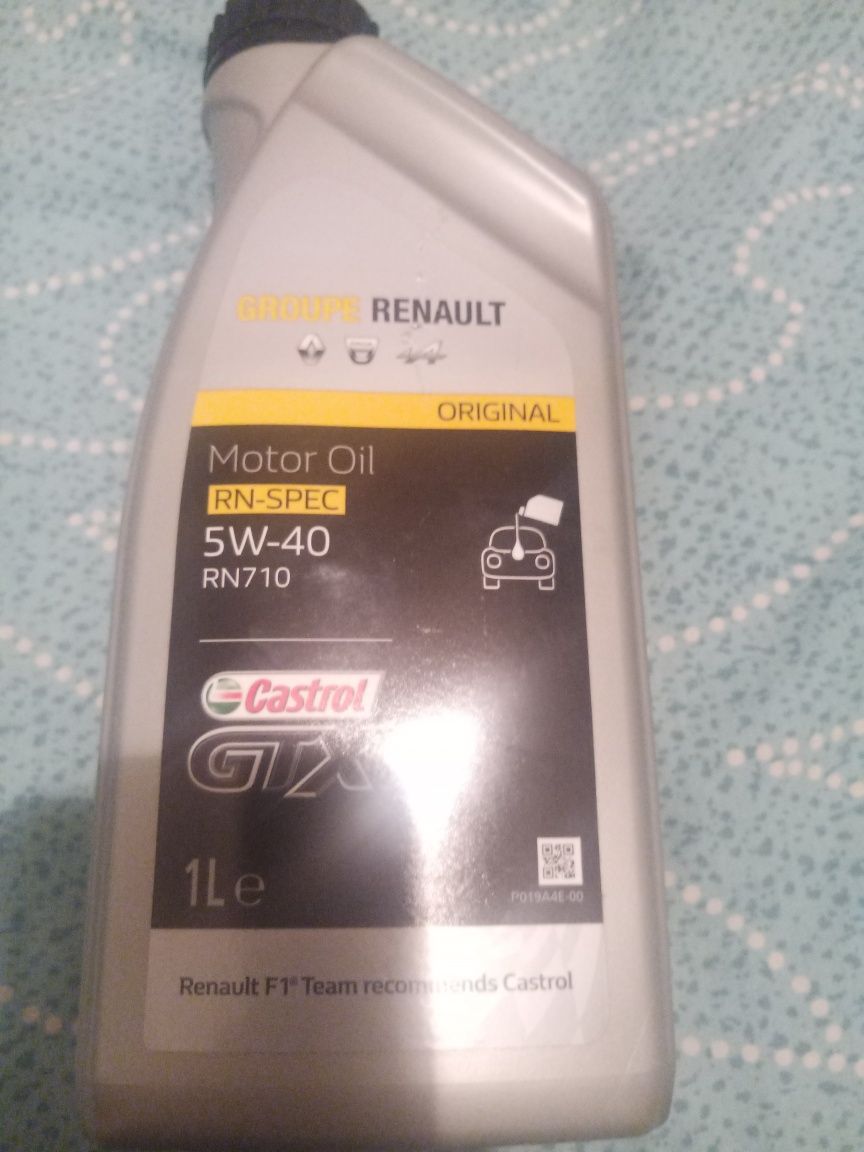 GROUPE RENAULT
ORIGINAL
Motor Oil
RN-SPEC
5W-40
RN710
Castrol
GTX
1L e
P019A4E-00
Renault F1® Team recommends Castrol